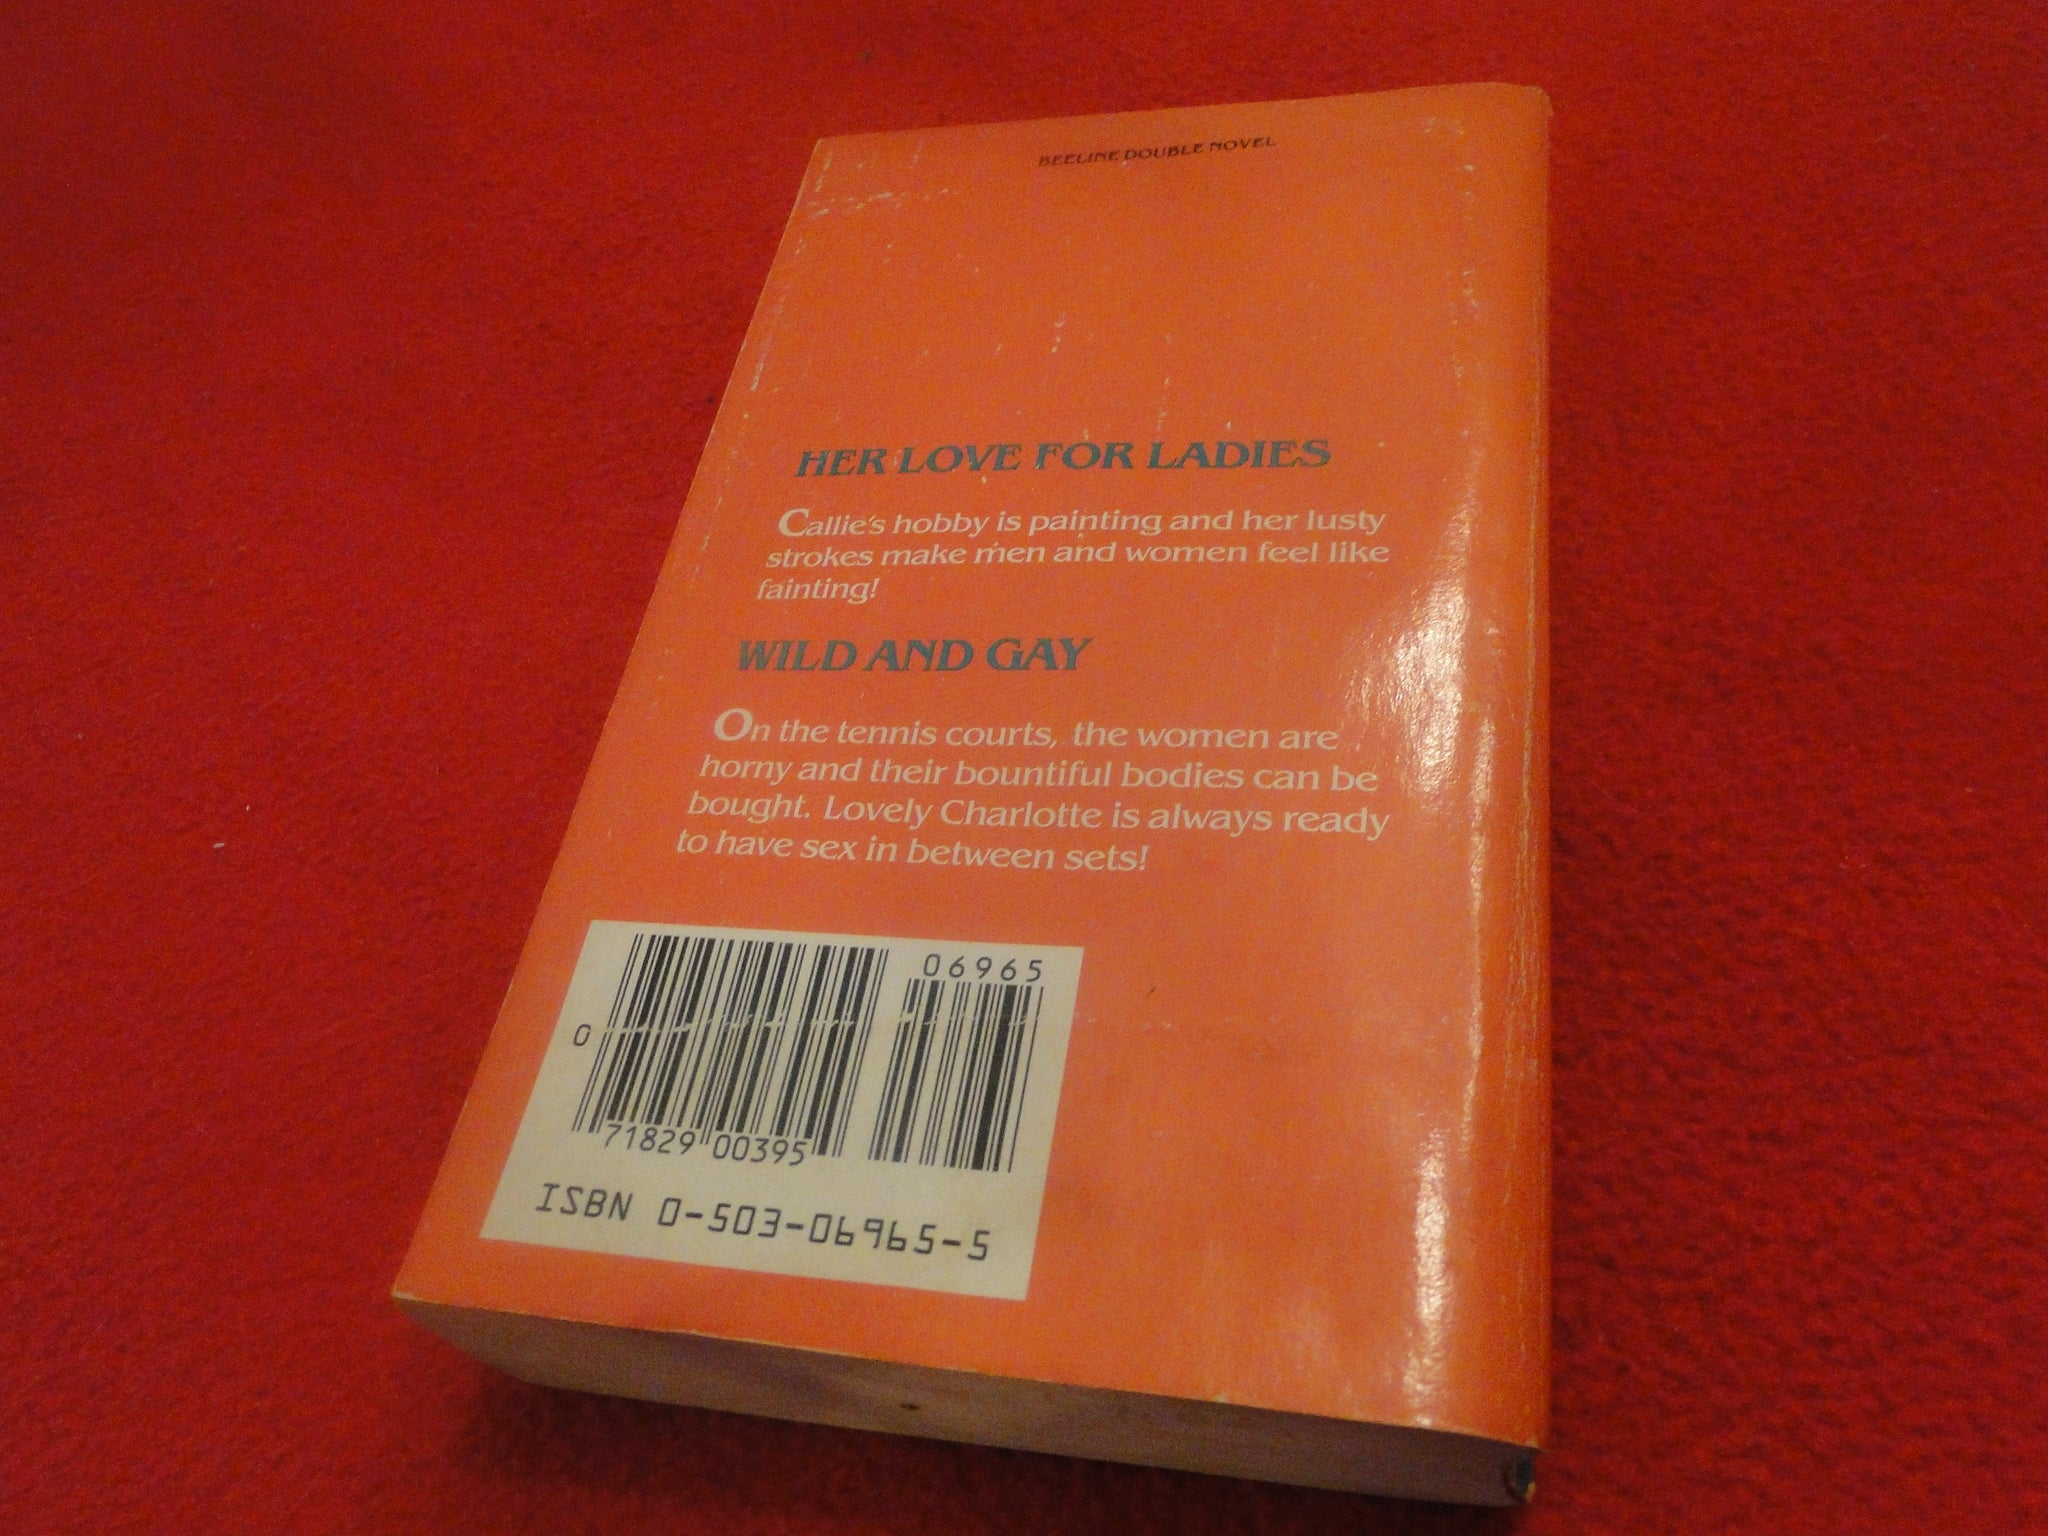 BEELINE DOUBLE NOVEL
HER LOVE FOR LADIES
Callie's hobby is painting and her lusty
strokes make men and women feel like
fainting!
WILD AND GAY
On the tennis courts, the women are
horny and their bountiful bodies can be
bought. Lovely Charlotte is always ready
to have sex in between sets!
06965
0 71829 00395
ISBN 0-503-06965-5